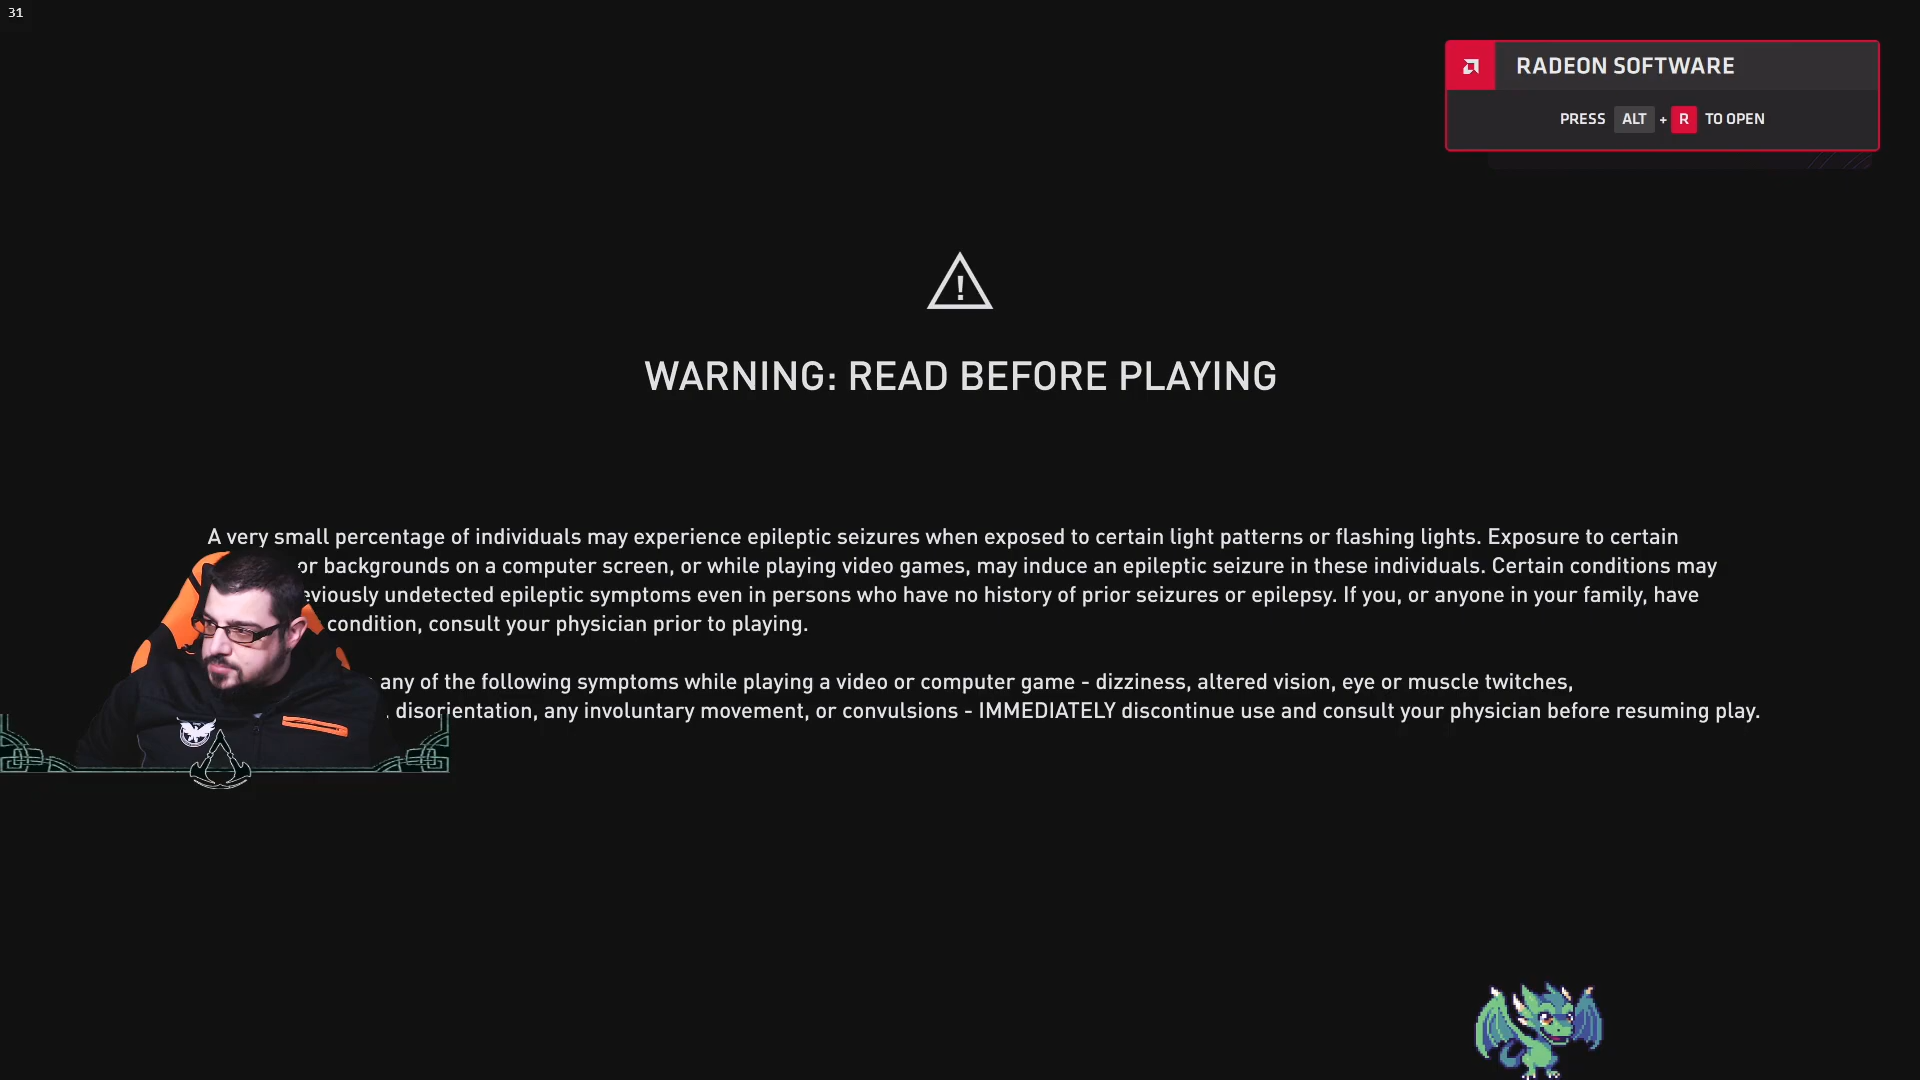 31
RADEON SOFTWARE
PRESS ALT + R TO OPEN
!
WARNING: READ BEFORE PLAYING
A very small percentage of individuals may experience epileptic seizures when exposed to certain light patterns or flashing lights. Exposure to certain
or backgrounds on a computer screen, or while playing video games, may induce an epileptic seizure in these individuals. Certain conditions may
undetected epileptic symptoms even in persons who have no history of prior seizures or epilepsy. If you, or anyone in your family, have
condition, consult your physician prior to playing.
any of the following symptoms while playing a video or computer game - dizziness, altered vision, eye or muscle twitches,
disorientation, any involuntary movement, or convulsions - IMMEDIATELY discontinue use and consult your physician before resuming play.